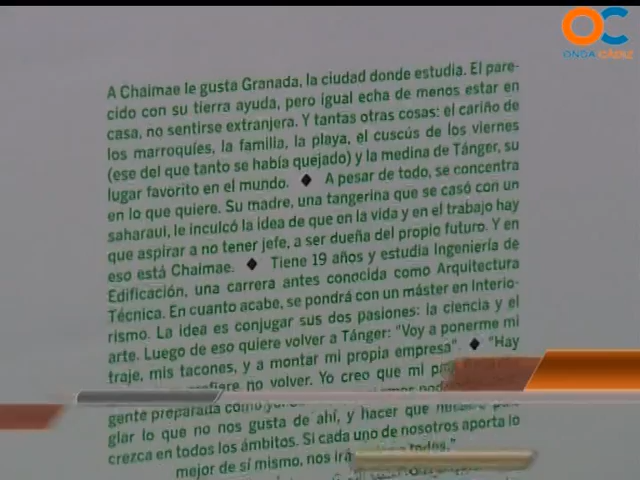 OC
ONDACÁDIZ
A Chaimae le gusta Granada, la ciudad donde estudia. El pare-
cido con su tierra ayuda, pero igual echa de menos estar en
casa, no sentirse extranjera. Y tantas otras cosas: el cariño de
los marroquíes, la familia, la playa, el cuscús de los viernes
(ese del que tanto se había quejado) y la medina de Tánger, su
lugar favorito en el mundo. ♦ A pesar de todo, se concentra
en lo que quiere. Su madre, una tangerina que se casó con un
saharaui, le inculcó la idea de que en la vida y en el trabajo hay
que aspirar a no tener jefe, a ser dueña del propio futuro. Y en
eso está Chaimae. ♦ Tiene 19 años y estudia Ingeniería de
Edificación, una carrera antes conocida como Arquitectura
Técnica. En cuanto acabe, se pondrá con un máster en Interio-
rismo. La idea es conjugar sus dos pasiones: la ciencia y el
arte. Luego de eso quiere volver a Tánger: "Voy a ponerme mi
traje, mis tacones, y a montar mi propia empresa". ♦ "Hay
no volver. Yo creo que mi
gente preparada como
glar lo que no nos gusta de ahí, y hacer que
crezca en todos los ámbitos. Si cada uno de nosotros aporta lo
mejor de sí mismo, nos irá todos."